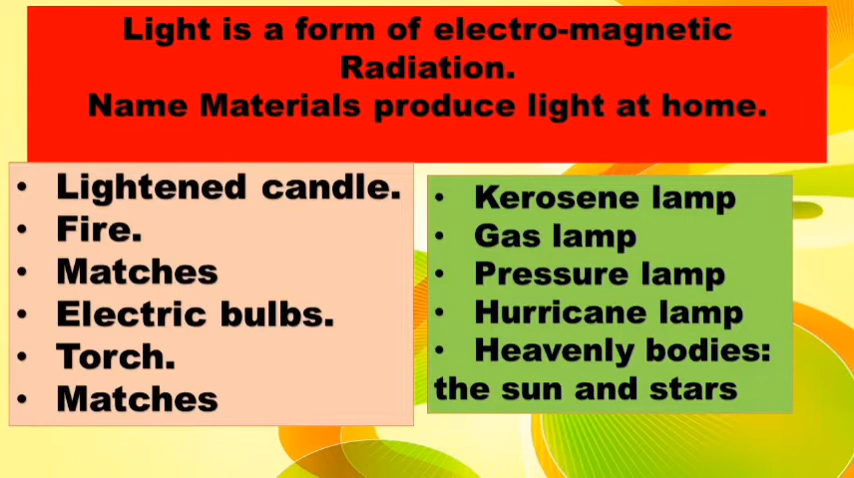 Light is a form of electro-magnetic
Radiation.
Name Materials produce light at home.
• Lightened candle.
• Fire.
• Matches
• Electric bulbs.
• Torch.
• Matches
• Kerosene lamp
• Gas lamp
• Pressure lamp
• Hurricane lamp
• Heavenly bodies:
the sun and stars